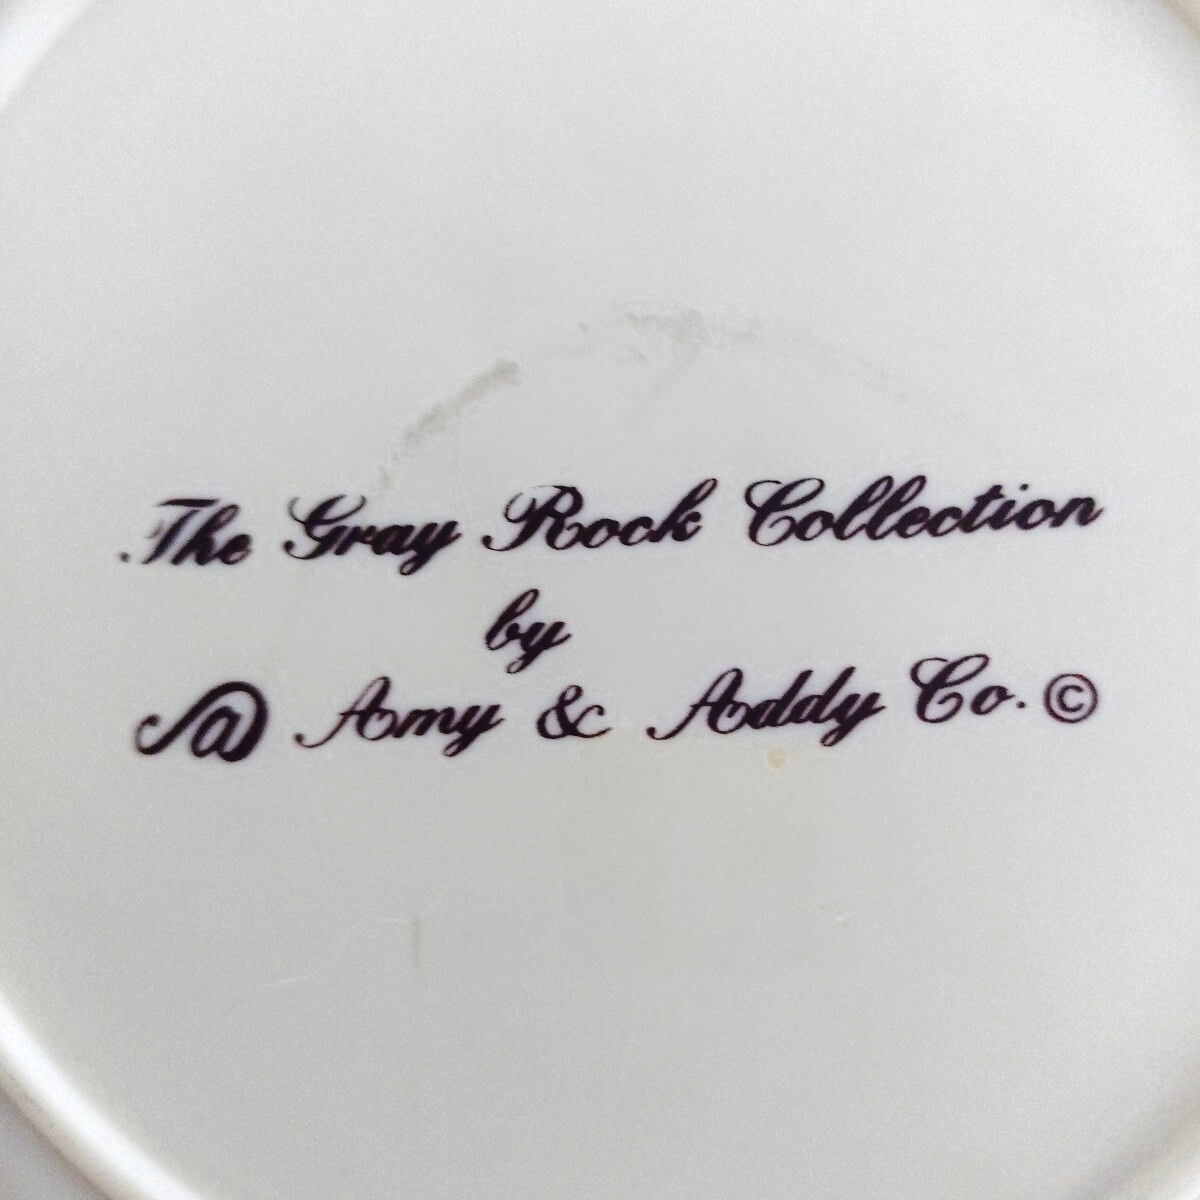 The Gray Rock Collection
by
@ Amy & Addy Co. ©